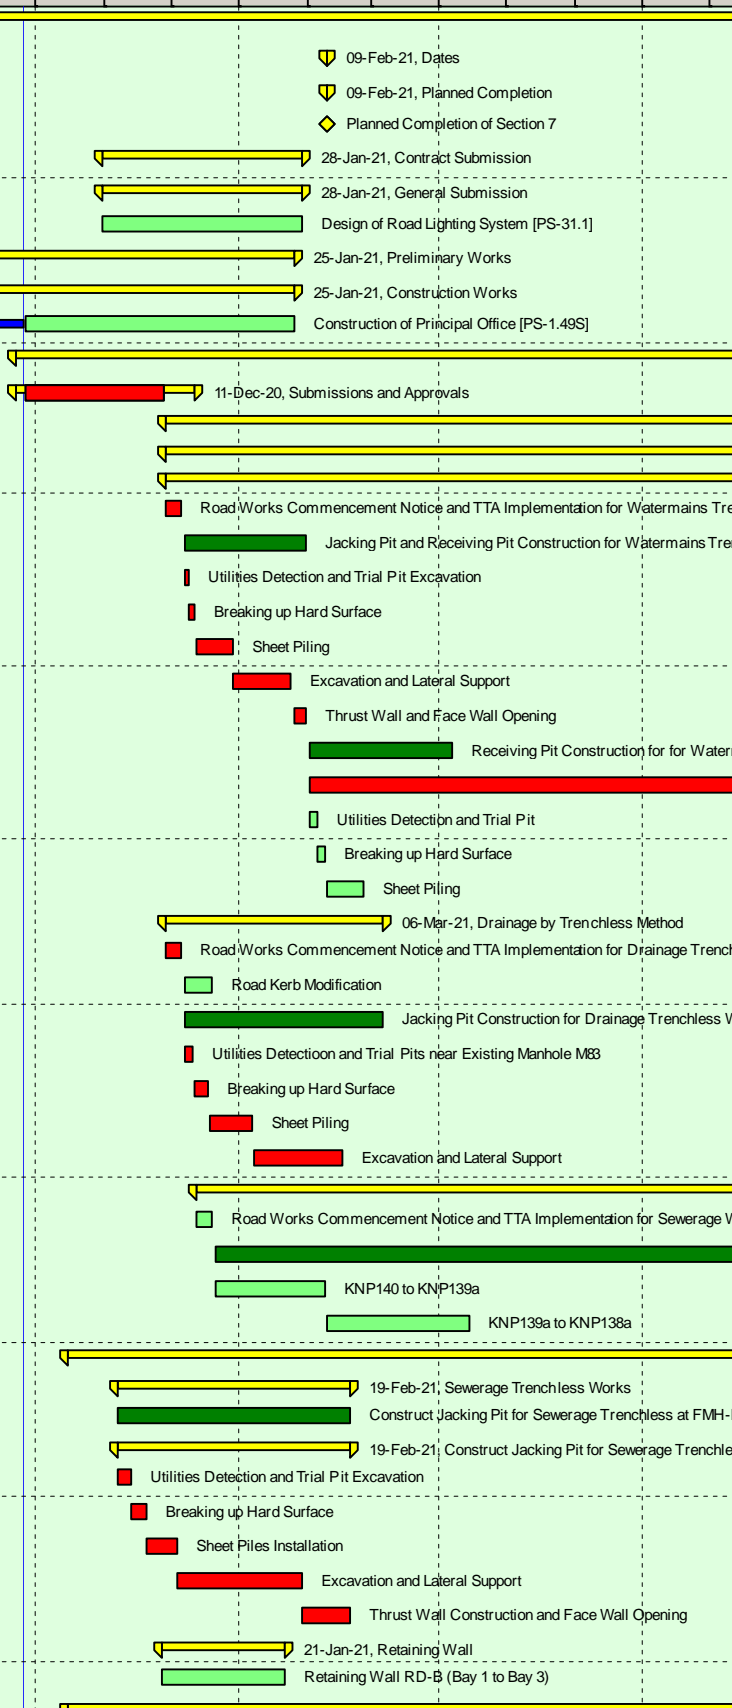 09-Feb-21, Dates
09-Feb-21, Planned Completion
Planned Completion of Section 7
28-Jan-21, Contract Submission
28-Jan-21, General Submission
Design of Road Lighting System [PS-31.1]
25-Jan-21, Preliminary Works
25-Jan-21, Construction Works
Construction of Principal Office [PS-1.49S]
11-Dec-20, Submissions and Approvals
Road Works Commencement Notice and TTA Implementation for Watermains Tre
Jacking Pit and Receiving Pit Construction for Watermains Tre
Utilities Detection and Trial Pit Excavation
Breaking up Hard Surface
Sheet Piling
Excavation and Lateral Support
Thrust Wall and Face Wall Opening
Receiving Pit Construction for for Water
Utilities Detection and Trial Pit
Breaking up Hard Surface
Sheet Piling
06-Mar-21, Drainage by Trenchless Method
Road Works Commencement Notice and TTA Implementation for Drainage Trench
Road Kerb Modification
Jacking Pit Construction for Drainage Trenchless W
Utilities Detectioon and Trial Pits near Existing Manhole M83
Breaking up Hard Surface
Sheet Piling
Excavation and Lateral Support
Road Works Commencement Notice and TTA Implementation for Sewerage W
KNP140 to KNP139a
KNP139a to KNP138a
19-Feb-21, Sewerage Trenchless Works
Construct Jacking Pit for Sewerage Trenchless at FMH-
19-Feb-21, Construct Jacking Pit for Sewerage Trenchle
Utilities Detection and Trial Pit Excavation
Breaking up Hard Surface
Sheet Piles Installation
Excavation and Lateral Support
Thrust Wall Construction and Face Wall Opening
21-Jan-21, Retaining Wall
Retaining Wall RD-B (Bay 1 to Bay 3)